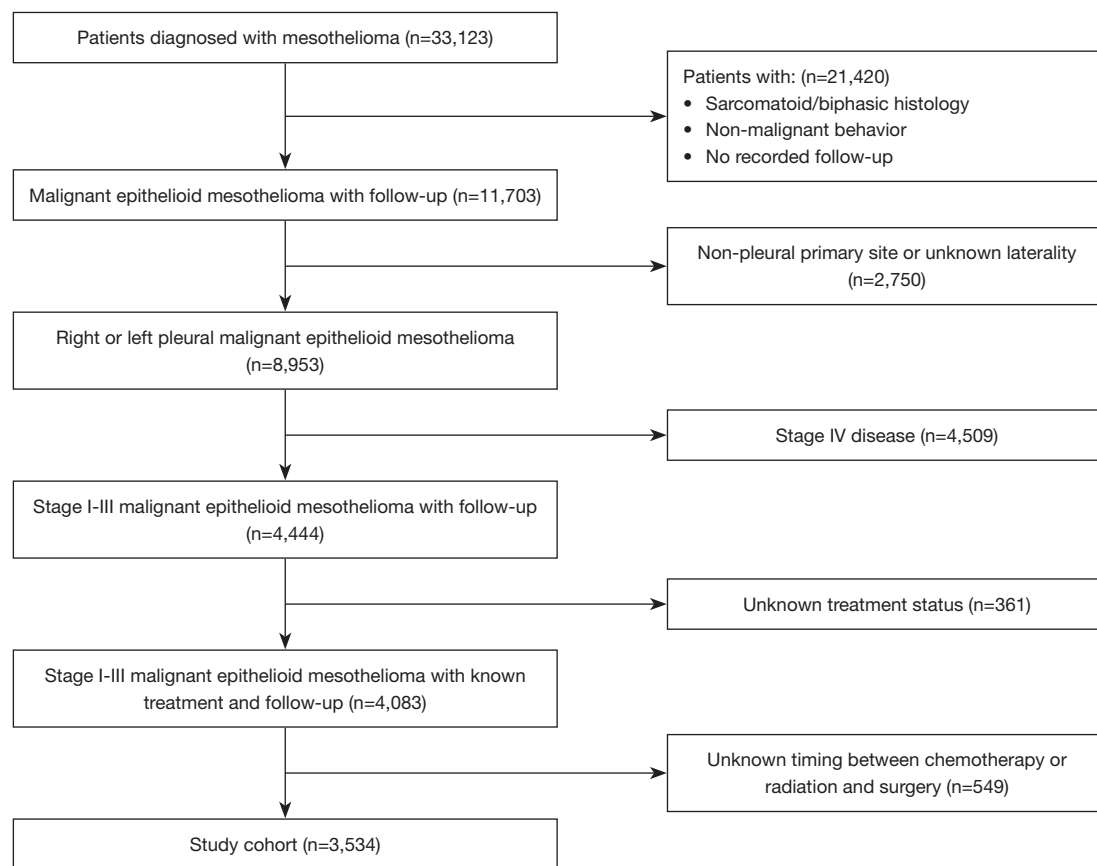 Patients diagnosed with mesothelioma (n=33,123)
Patients with: (n=21,420)
• Sarcomatoid/biphasic histology
• Non-malignant behavior
• No recorded follow-up
Malignant epithelioid mesothelioma with follow-up (n=11,703)
Non-pleural primary site or unknown laterality
(n=2,750)
Right or left pleural malignant epithelioid mesothelioma
(n=8,953)
Stage IV disease (n=4,509)
Stage I-III malignant epithelioid mesothelioma with follow-up
(n=4,444)
Unknown treatment status (n=361)
Stage I-III malignant epithelioid mesothelioma with known
treatment and follow-up (n=4,083)
Unknown timing between chemotherapy or
radiation and surgery (n=549)
Study cohort (n=3,534)